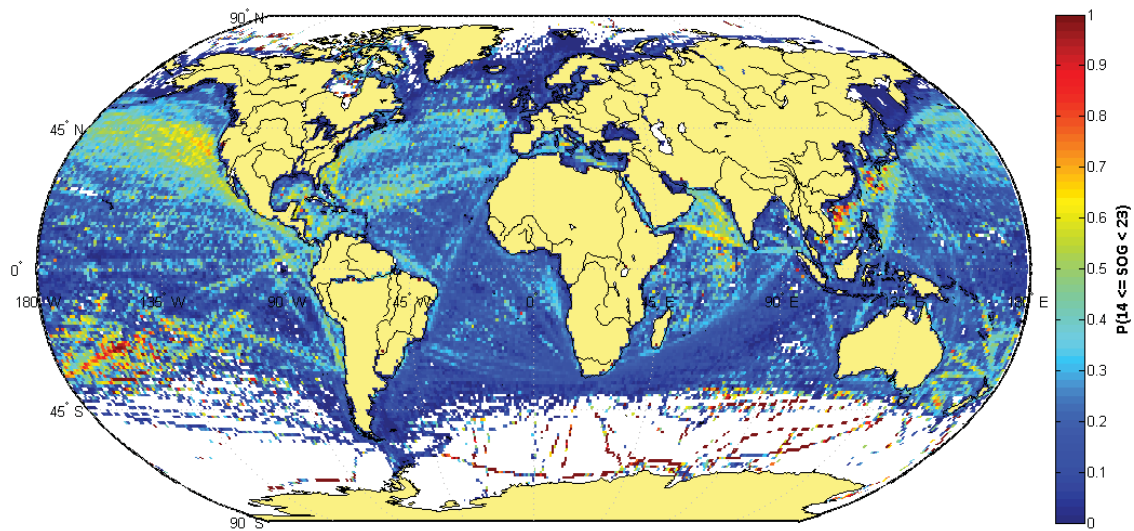 90° N
45° N
0°
180° W
135° W
90° W
45° W
0
45° E
90° E
135° E
180° E
45° S
90° S
1
0.9
0.8
0.7
0.6
0.5
0.4
0.3
0.2
0.1
0
P(14 <= SOG < 23)